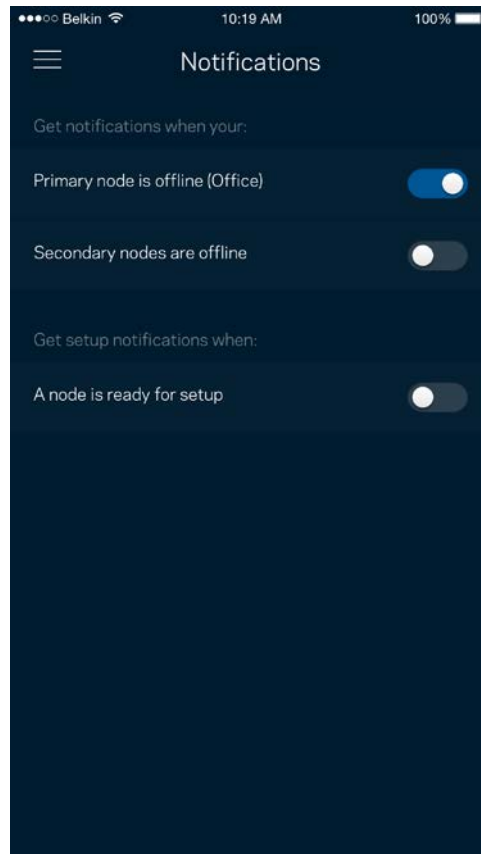 Belkin 10:19 AM 100%
Notifications
Get notifications when your:
Primary node is offline (Office)
Secondary nodes are offline
Get setup notifications when:
A node is ready for setup